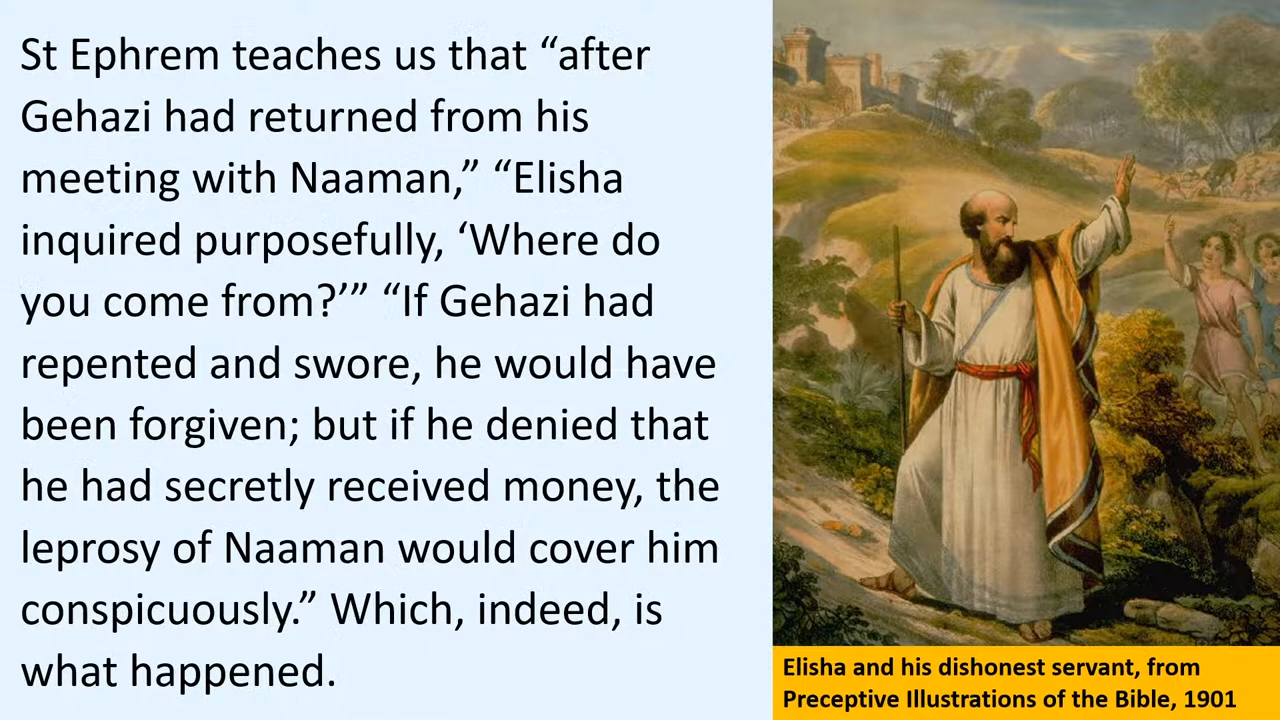 St Ephrem teaches us that “after
Gehazi had returned from his
meeting with Naaman,” “Elisha
inquired purposefully, ‘Where do
you come from?’” “If Gehazi had
repented and swore, he would have
been forgiven; but if he denied that
he had secretly received money, the
leprosy of Naaman would cover him
conspicuously.” Which, indeed, is
what happened.
Elisha and his dishonest servant, from
Preceptive Illustrations of the Bible, 1901